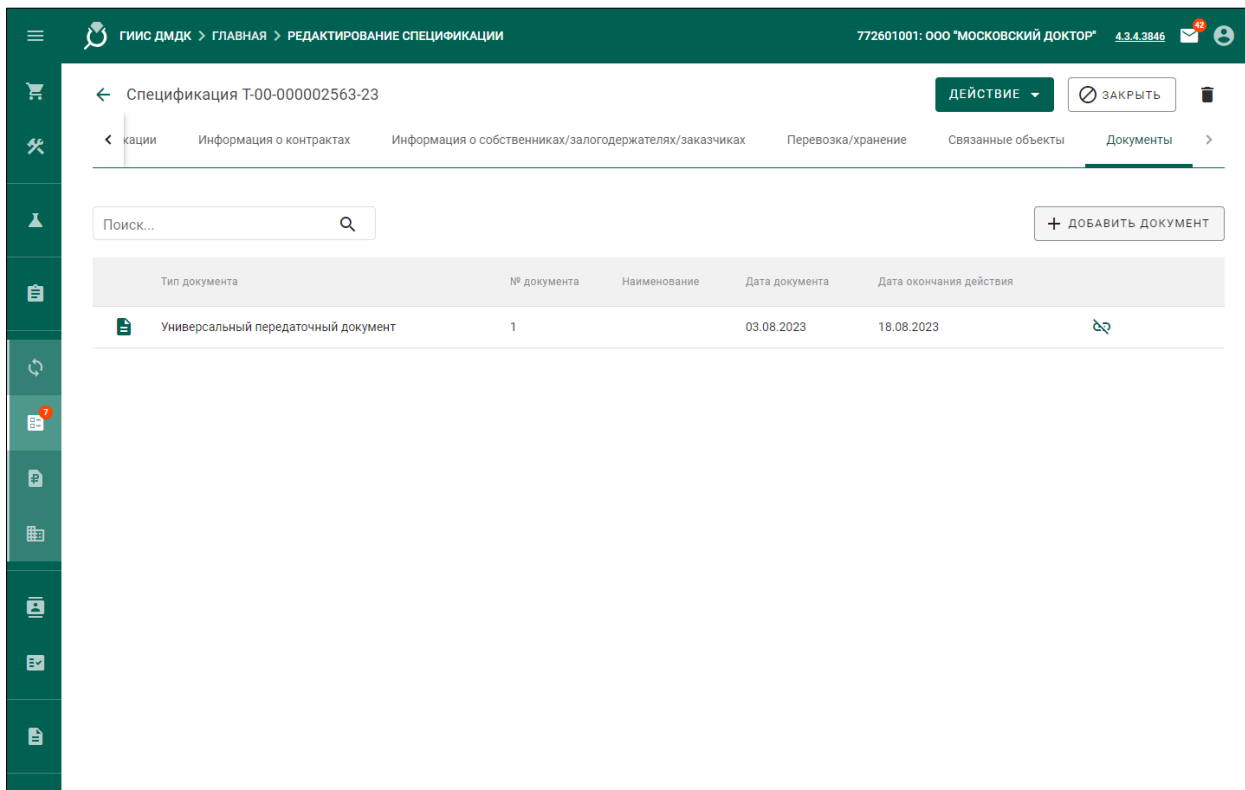 ГИИС ДМДК > ГЛАВНАЯ > РЕДАКТИРОВАНИЕ СПЕЦИФИКАЦИИ 772601001: ООО "МОСКОВСКИЙ ДОКТОР" 4.3.4.3846 42
Спецификация Т-00-000002563-23 ДЕЙСТВИЕ ЗАКРЫТЬ
кации Информация о контрактах Информация о собственниках/залогодержателях/заказчиках Перевозка/хранение Связанные объекты Документы
Поиск... + ДОБАВИТЬ ДОКУМЕНТ
Тип документа № документа Наименование Дата документа Дата окончания действия
Универсальный передаточный документ 1 03.08.2023 18.08.2023
7